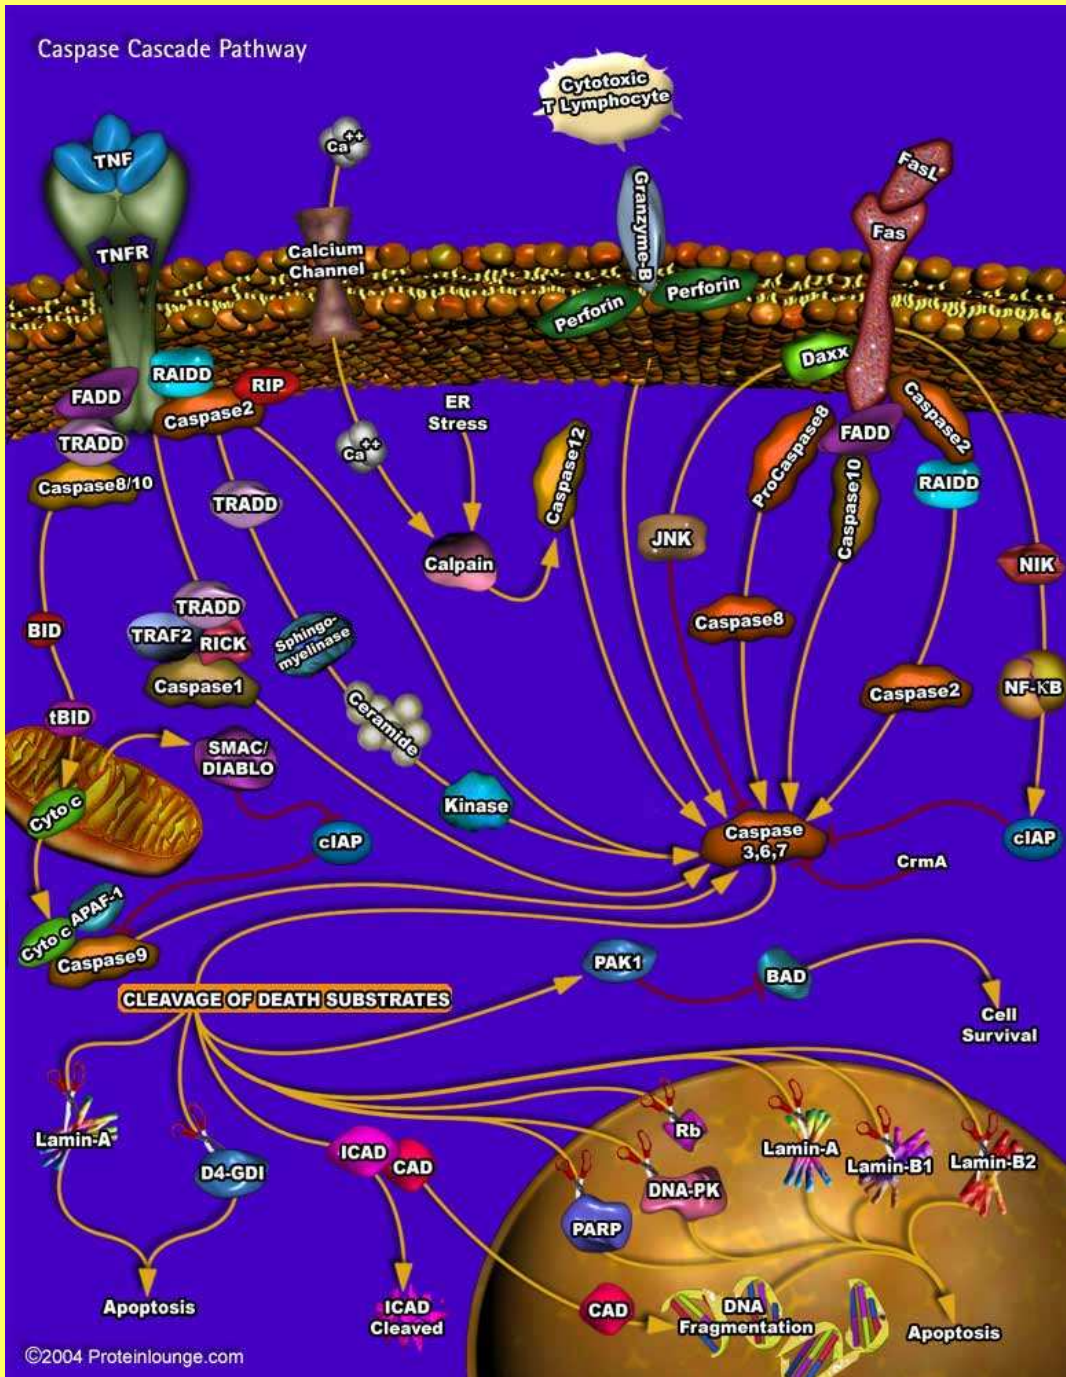 Caspase Cascade Pathway
Cytotoxic
T Lymphocyte
TNF
Ca++
FasL
Granzyme-B
Fas
TNFR
Calcium
Channel
Perforin
Perforin
Daxx
RAIDD
RIP
FADD
Caspase2
ER
Stress
Caspase2
TRADD
Ca++
Caspase12
ProCaspase8
FADD
Caspase8/10
TRADD
Caspase10
RAIDD
JNK
Calpain
NIK
TRADD
BID
TRAF2
RICK
Sphingo-
myelinase
Caspase8
Caspase1
Caspase2
NF-κB
tBID
Ceramide
SMAC/
DIABLO
Cyto c
Kinase
cIAP
Caspase
3,6,7
cIAP
CrmA
APAF-1
Cyto c
Caspase9
PAK1
BAD
CLEAVAGE OF DEATH SUBSTRATES
Cell
Survival
Lamin-A
ICAD
CAD
Rb
Lamin-A
Lamin-B1
Lamin-B2
D4-GDI
DNA-PK
PARP
Apoptosis
ICAD
Cleaved
CAD
DNA
Fragmentation
Apoptosis
©2004 Proteinlounge.com